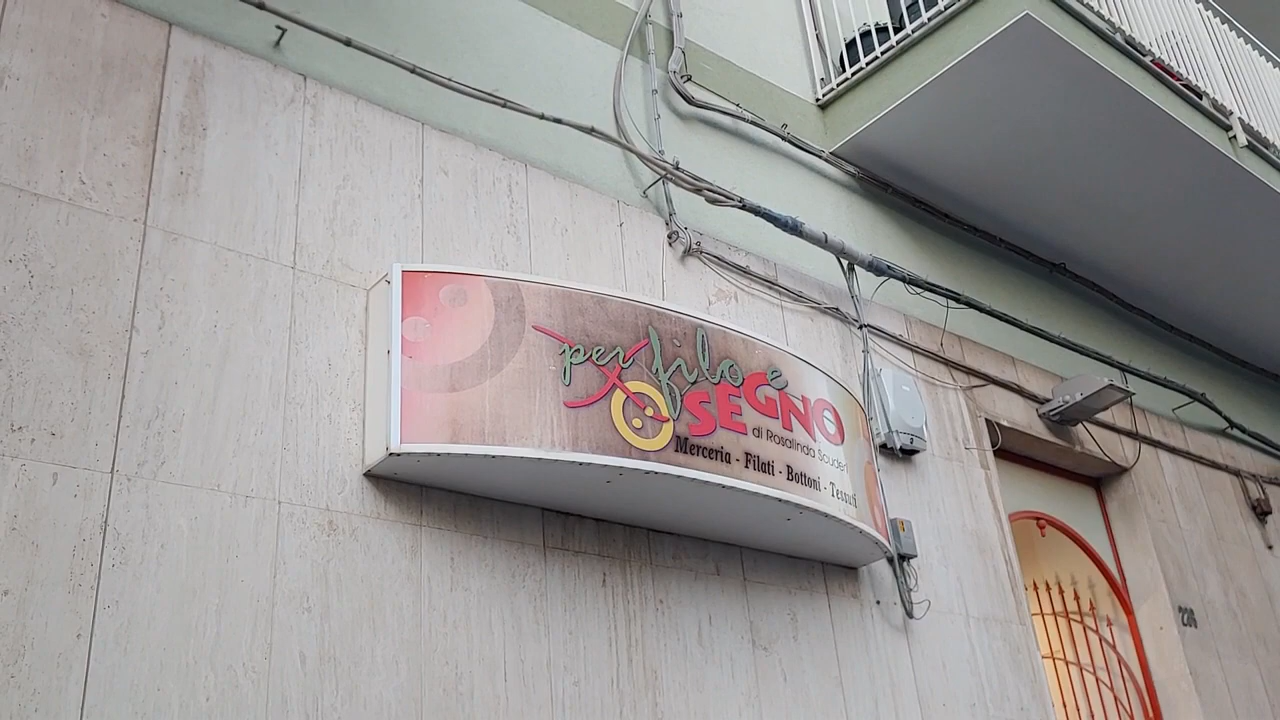 per filo e
SEGNO
di Rosalinda Scuderi
Merceria - Filati - Bottoni - Tessuti